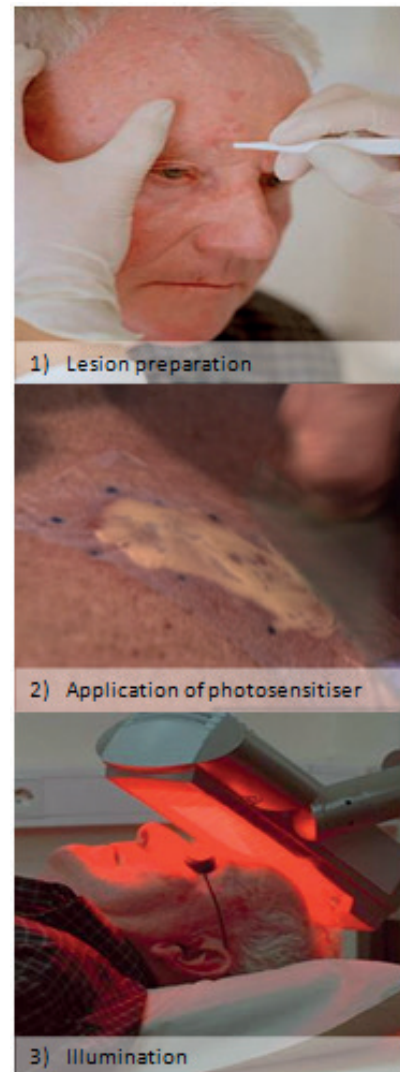 1) Lesion preparation
2) Application of photosensitiser
3) Illumination